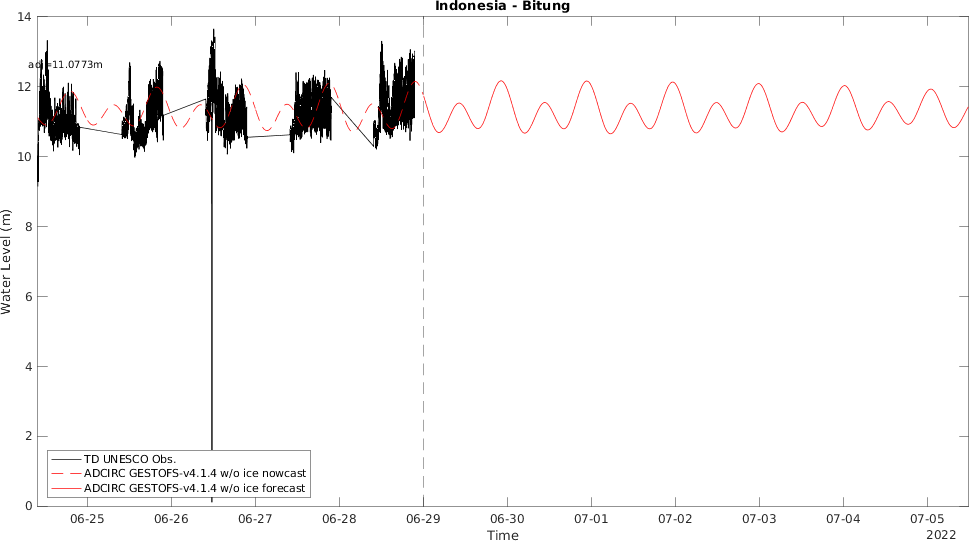 Indonesia - Bitung
14
12
10
8
6
4
2
0
Water Level (m)
=11.0773m
TD UNESCO Obs.
ADCIRC GESTOFS-v4.1.4 w/o ice nowcast
ADCIRC GESTOFS-v4.1.4 w/o ice forecast
06-25 06-26 06-27 06-28 06-29 06-30 07-01 07-02 07-03 07-04 07-05
Time
2022